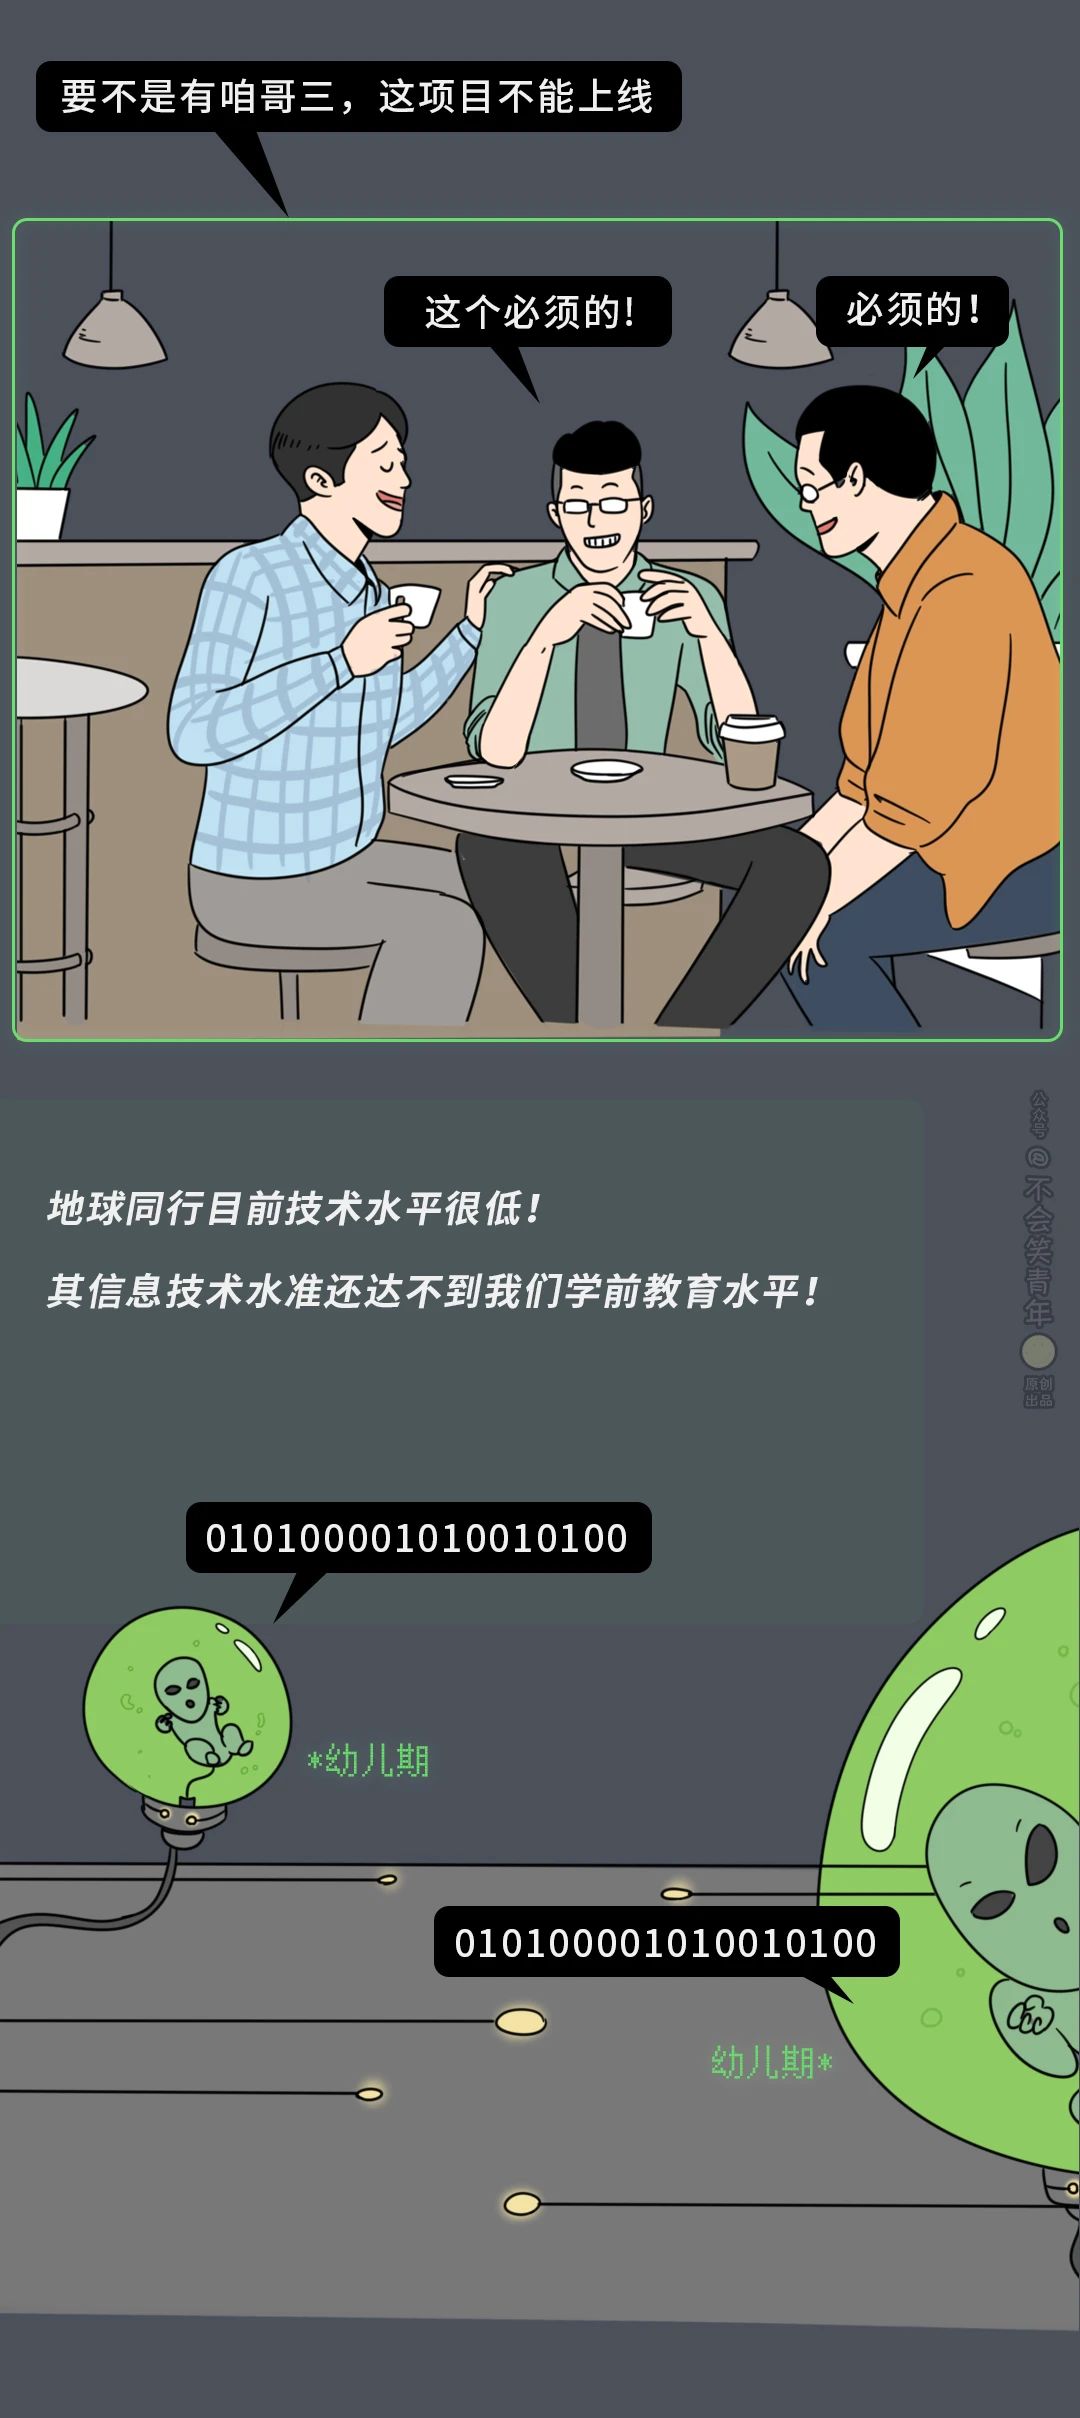 要不是有咱哥三，这项目不能上线
这个必须的！
必须的！
公众号@不会笑青年
原创
出品
地球同行目前技术水平很低！
其信息技术水准还达不到我们学前教育水平！
010100001010010100
*幼儿期
010100001010010100
幼儿期*